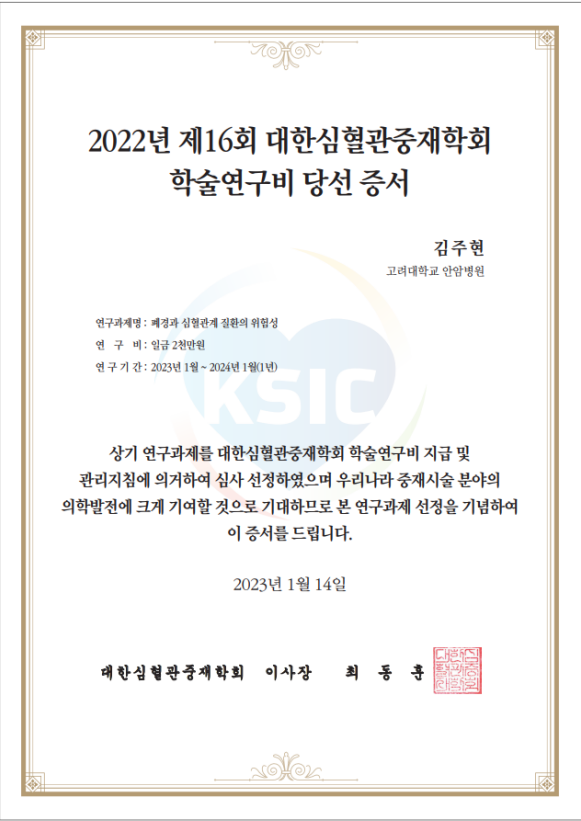 2022년 제16회 대한심혈관중재학회
학술연구비 당선 증서
김주현
고려대학교 안암병원
연구과제명 : 폐경과 심혈관계 질환의 위험성
연 구 비 : 일금 2천만원
연구기간 : 2023년 1월 ~ 2024년 1월(1년)
KSIC
상기 연구과제를 대한심혈관중재학회 학술연구비 지급 및
관리지침에 의거하여 심사 선정하였으며 우리나라 중재시술 분야의
의학발전에 크게 기여할 것으로 기대하므로 본 연구과제 선정을 기념하여
이 증서를 드립니다.
2023년 1월 14일
대한심혈관중재학회 이사장 최 동 훈